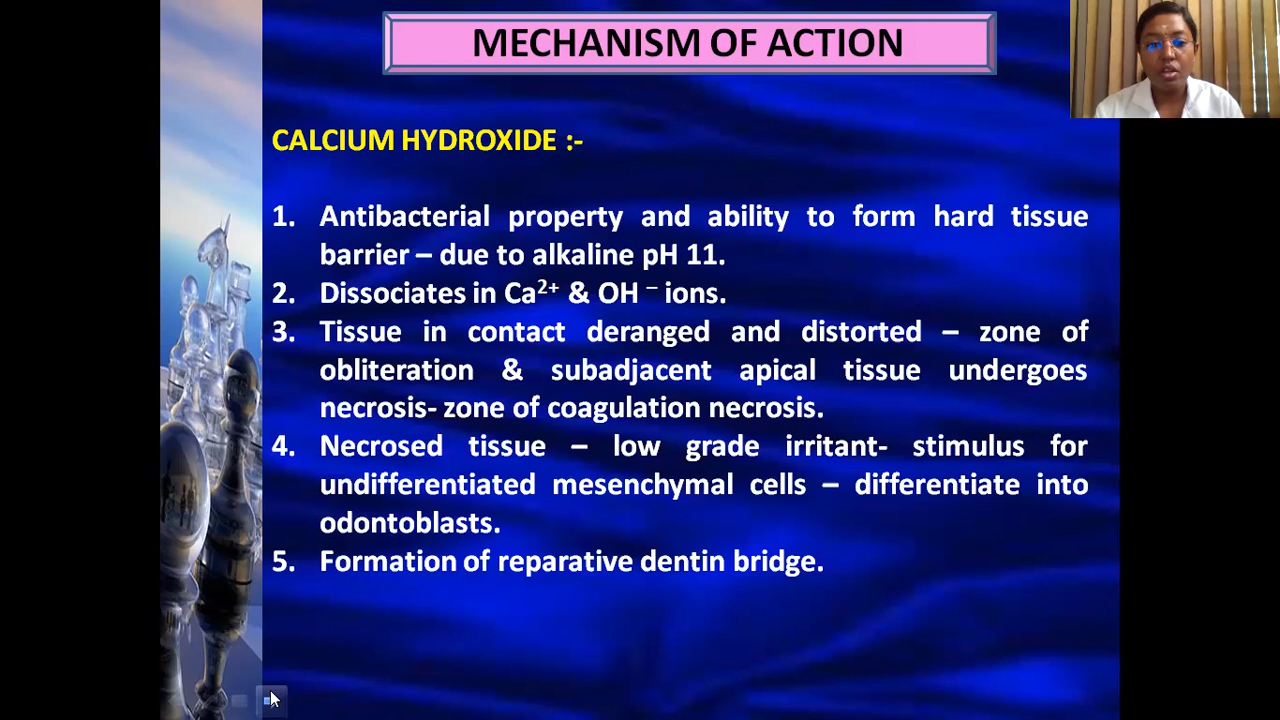 MECHANISM OF ACTION
CALCIUM HYDROXIDE :-
1. Antibacterial property and ability to form hard tissue
barrier – due to alkaline pH 11.
2. Dissociates in Ca²⁺ & OH ⁻ ions.
3. Tissue in contact deranged and distorted – zone of
obliteration & subadjacent apical tissue undergoes
necrosis- zone of coagulation necrosis.
4. Necrosed tissue – low grade irritant- stimulus for
undifferentiated mesenchymal cells – differentiate into
odontoblasts.
5. Formation of reparative dentin bridge.